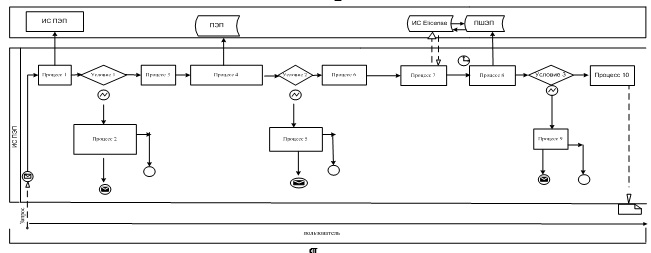 ИС ПЭП
ПЭП
ИС Elicense
ПШЭП
Процесс 1
Условие 1
Процесс 3
Процесс 4
Условие 2
Процесс 6
Процесс 7
Процесс 8
Условие 3
Процесс 10
ИС ПЭП
Процесс 2
Процесс 5
Процесс 9
Запрос
пользователь
¶